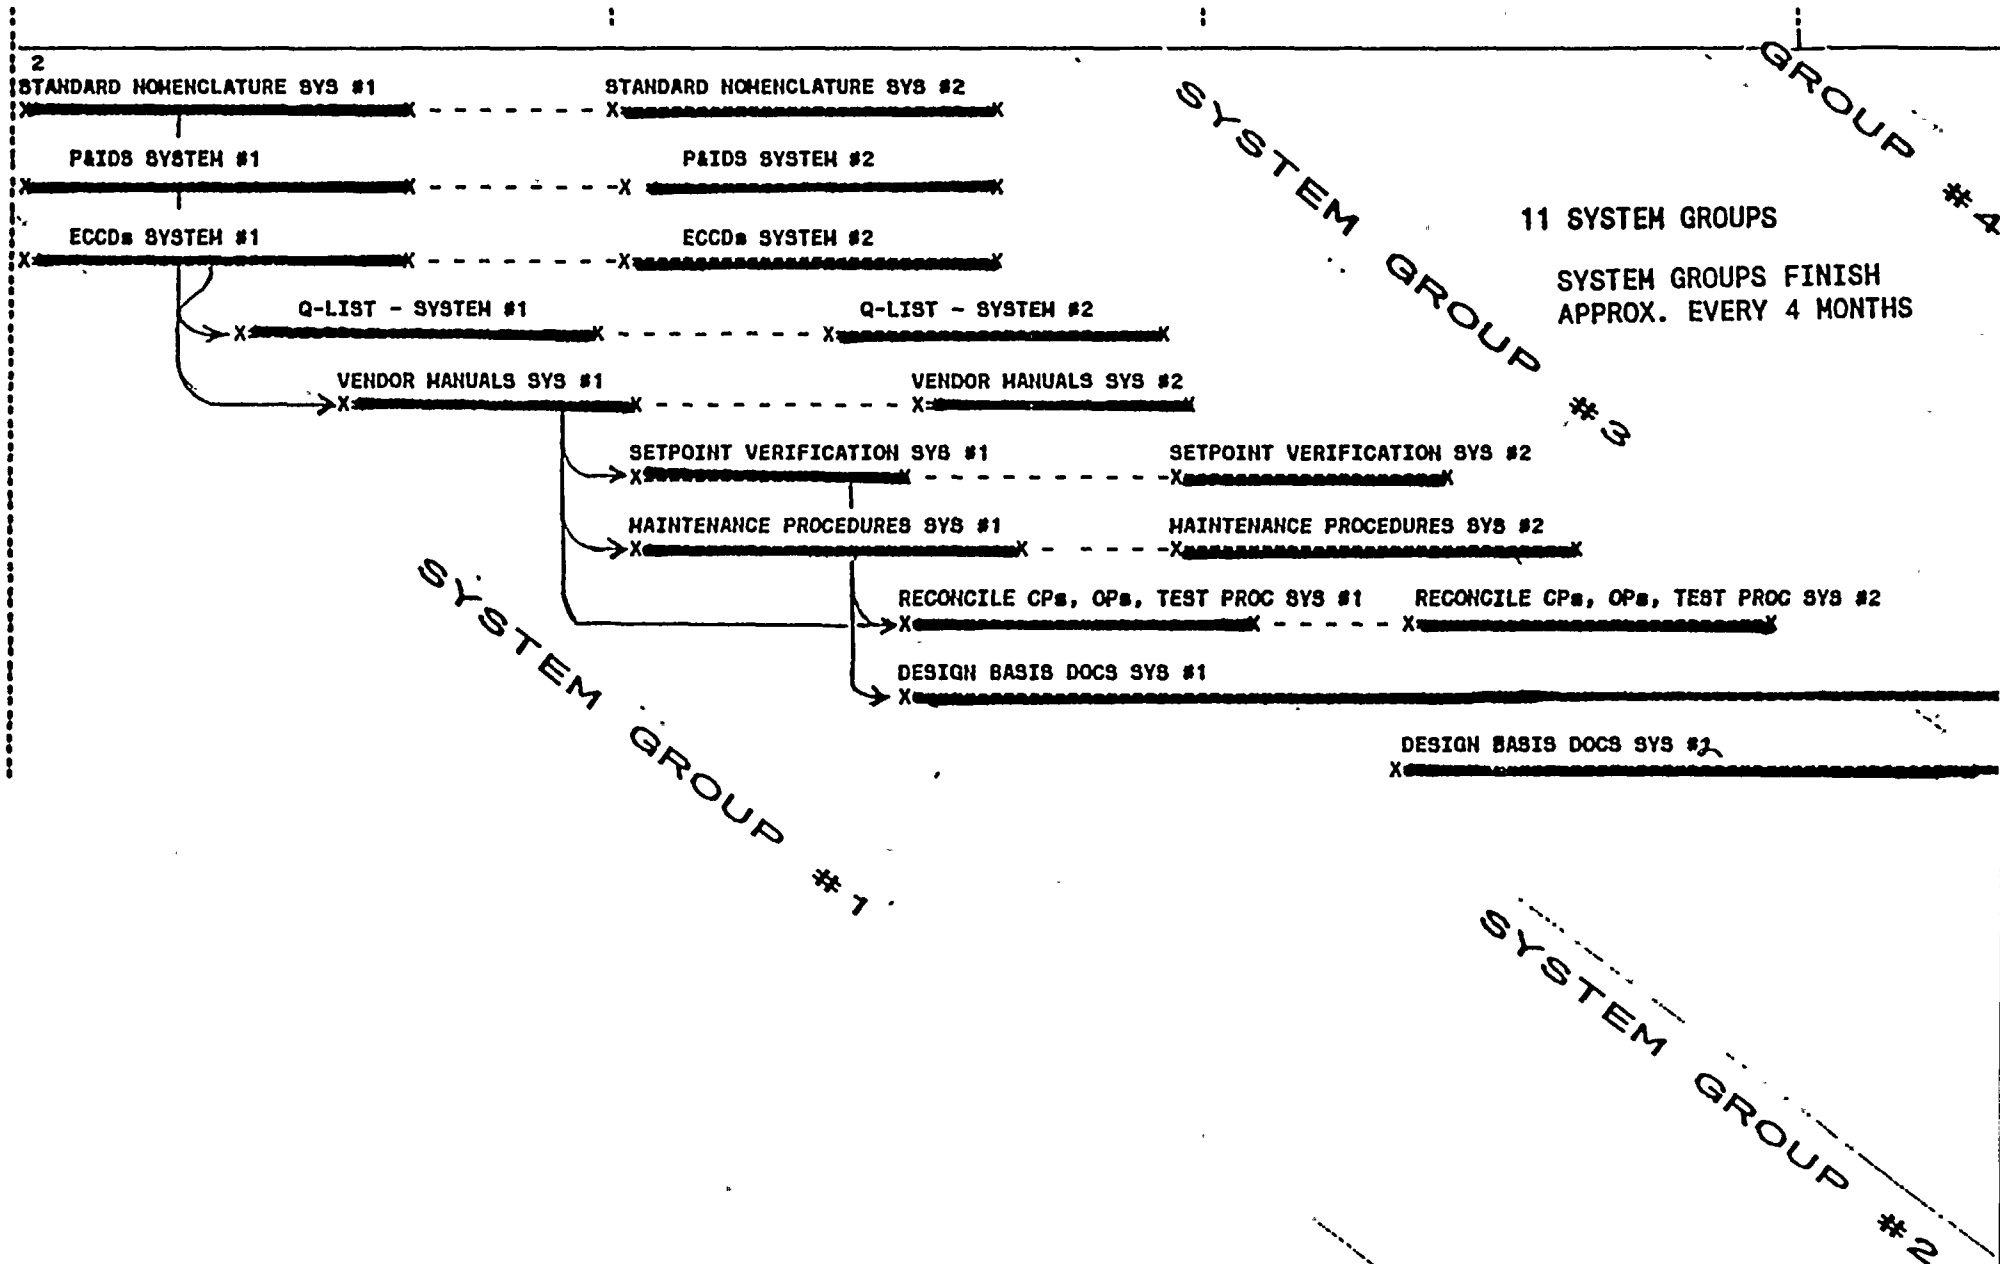 2
STANDARD NOMENCLATURE SYS #1
STANDARD NOMENCLATURE SYS #2
P&IDS SYSTEM #1
P&IDS SYSTEM #2
ECCDs SYSTEM #1
ECCDs SYSTEM #2
Q-LIST - SYSTEM #1
Q-LIST - SYSTEM #2
VENDOR MANUALS SYS #1
VENDOR MANUALS SYS #2
SETPOINT VERIFICATION SYS #1
SETPOINT VERIFICATION SYS #2
MAINTENANCE PROCEDURES SYS #1
MAINTENANCE PROCEDURES SYS #2
RECONCILE CPs, OPs, TEST PROC SYS #1
RECONCILE CPs, OPs, TEST PROC SYS #2
DESIGN BASIS DOCS SYS #1
DESIGN BASIS DOCS SYS #2
11 SYSTEM GROUPS
SYSTEM GROUPS FINISH
APPROX. EVERY 4 MONTHS
SYSTEM GROUP #1
SYSTEM GROUP #2
SYSTEM GROUP #3
GROUP #4